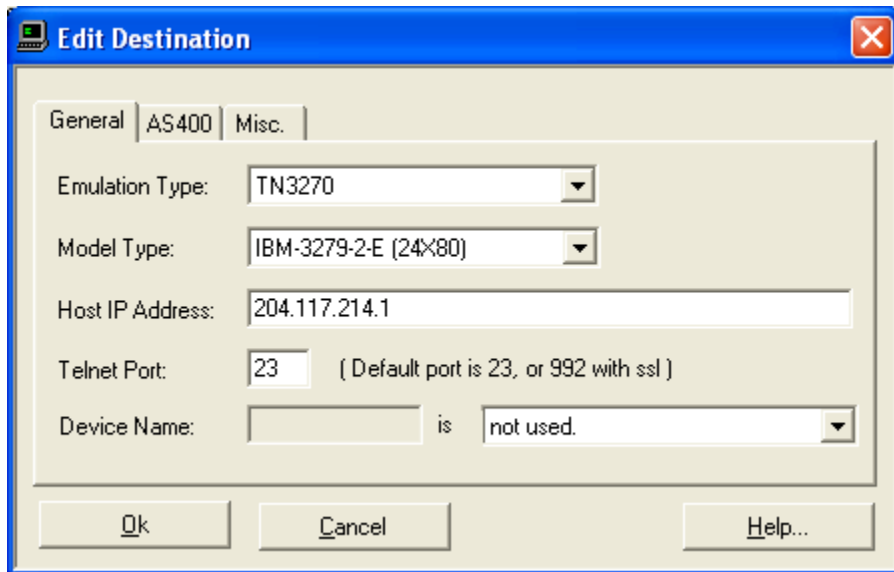 Edit Destination
General AS400 Misc.
Emulation Type: TN3270
Model Type: IBM-3279-2-E (24X80)
Host IP Address: 204.117.214.1
Telnet Port: 23 ( Default port is 23, or 992 with ssl )
Device Name: is not used.
Ok Cancel Help...